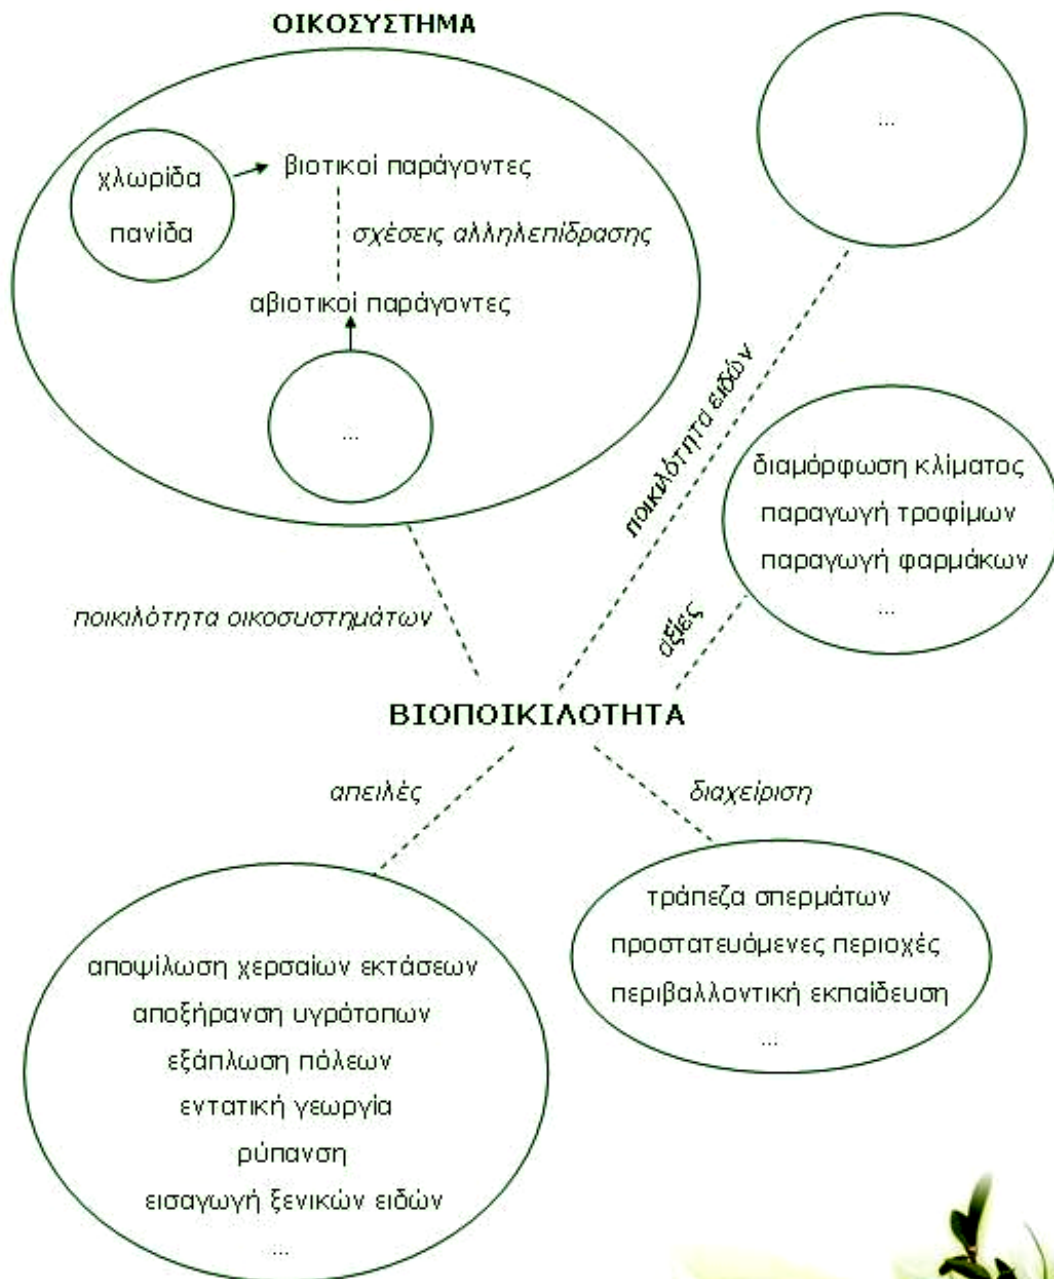 ΟΙΚΟΣΥΣΤΗΜΑ
...
χλωρίδα
πανίδα
βιοτικοί παράγοντες
σχέσεις αλληλεπίδρασης
αβιοτικοί παράγοντες
...
ποικιλότητα ειδών
διαμόρφωση κλίματος
παραγωγή τροφίμων
παραγωγή φαρμάκων
...
ποικιλότητα οικοσυστημάτων
αξίες
ΒΙΟΠΟΙΚΙΛΟΤΗΤΑ
απειλές
διαχείριση
τράπεζα σπερμάτων
προστατευόμενες περιοχές
περιβαλλοντική εκπαίδευση
...
αποψίλωση χερσαίων εκτάσεων
αποξήρανση υγρότοπων
εξάπλωση πόλεων
εντατική γεωργία
ρύπανση
εισαγωγή ξενικών ειδών
...